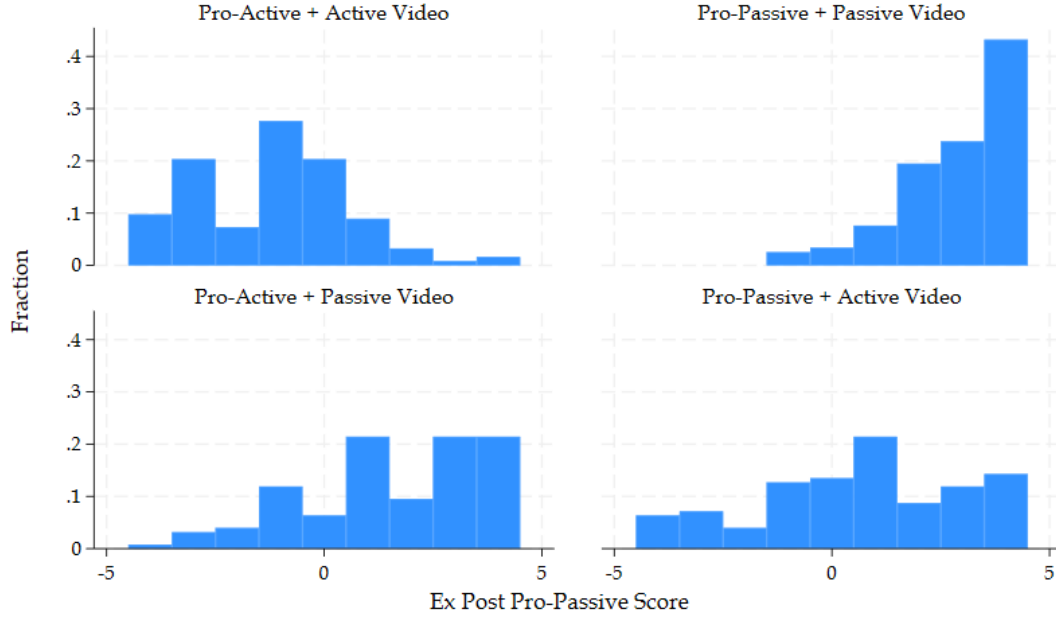 Pro-Active + Active Video
Pro-Passive + Passive Video
.4
.3
.2
.1
0
Fraction
Pro-Active + Passive Video
Pro-Passive + Active Video
.4
.3
.2
.1
0
-5
0
5
-5
0
5
Ex Post Pro-Passive Score